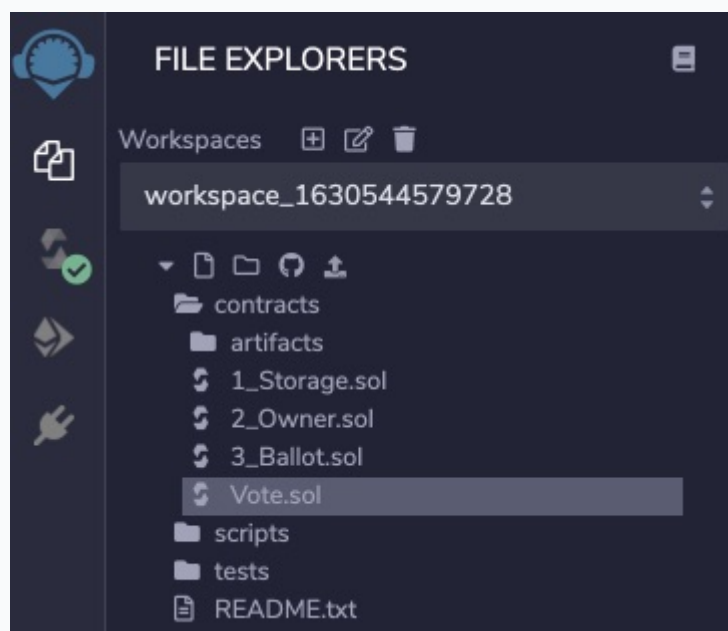 FILE EXPLORERS
Workspaces
workspace_1630544579728
contracts
artifacts
1_Storage.sol
2_Owner.sol
3_Ballot.sol
Vote.sol
scripts
tests
README.txt